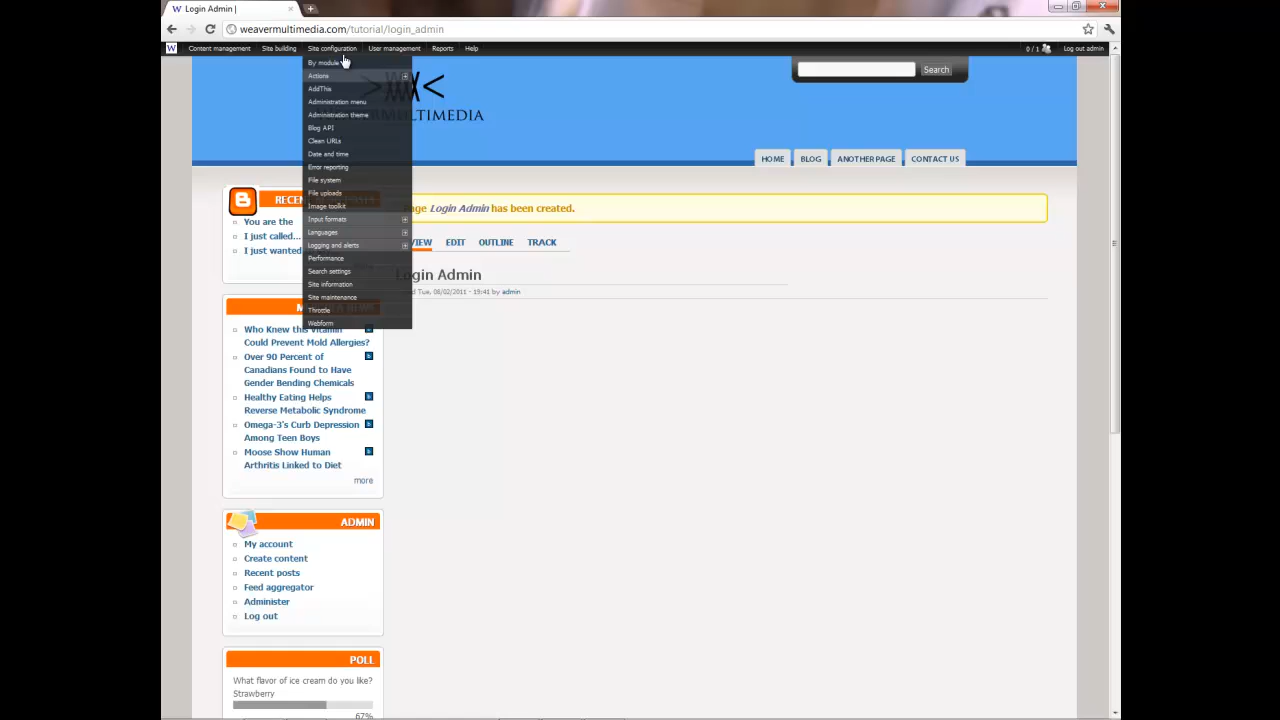 Login Admin |
weavermultimedia.com/tutorial/login_admin
W Content management Site building Site configuration User management Reports Help 0 / 1 Log out admin
By module
Actions
AddThis
Administration menu
Administration theme
Blog API
Clean URLs
Date and time
Error reporting
File system
File uploads
Image toolkit
Input formats
Languages
Logging and alerts
Performance
Search settings
Site information
Site maintenance
Throttle
Webform
MULTIMEDIA
Search
HOME BLOG ANOTHER PAGE CONTACT US
Login Admin has been created.
EDIT OUTLINE TRACK
Login Admin
Tue, 08/02/2011 - 19:41 by admin
You are the
I just called...
I just wanted
Who Knew this Vitamin
Could Prevent Mold Allergies?
Over 90 Percent of
Canadians Found to Have
Gender Bending Chemicals
Healthy Eating Helps
Reverse Metabolic Syndrome
Omega-3's Curb Depression
Among Teen Boys
Moose Show Human
Arthritis Linked to Diet
more
ADMIN
My account
Create content
Recent posts
Feed aggregator
Administer
Log out
POLL
What flavor of ice cream do you like?
Strawberry
67%